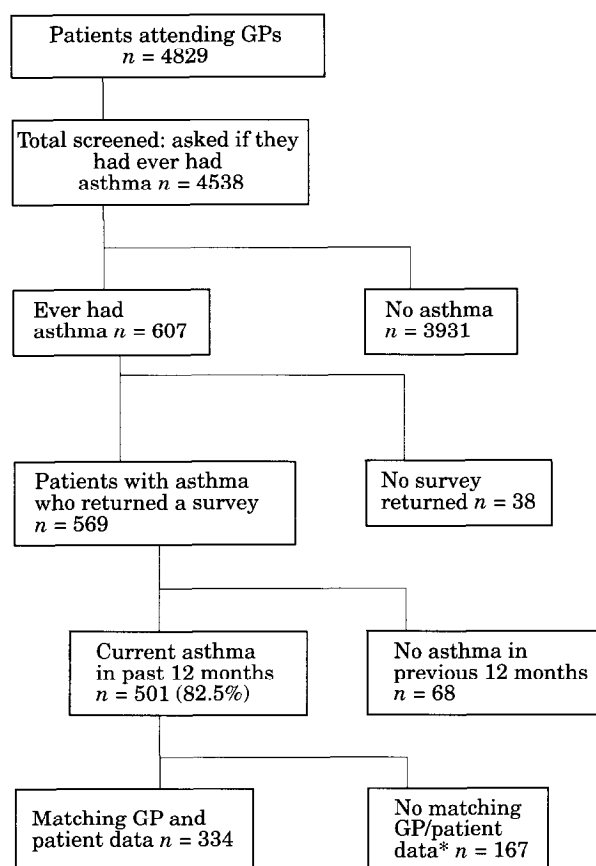 Patients attending GPs
n = 4829
Total screened: asked if they
had ever had
asthma n = 4538
Ever had
asthma n = 607
No asthma
n = 3931
Patients with asthma
who returned a survey
n = 569
No survey
returned n = 38
Current asthma
in past 12 months
n = 501 (82.5%)
No asthma in
previous 12 months
n = 68
Matching GP and
patient data n = 334
No matching
GP/patient
data* n = 167